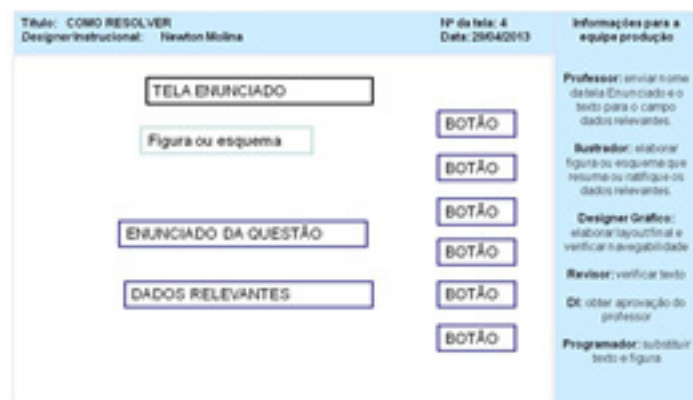 Título: COMO RESOLVER
Designer Instrucional: Newton Molina
Nº da tela: 4
Data: 29/04/2013
TELA ENUNCIADO
Figura ou esquema
ENUNCIADO DA QUESTÃO
DADOS RELEVANTES
BOTÃO
BOTÃO
BOTÃO
BOTÃO
BOTÃO
BOTÃO
Informações para a
equipe produção
Professor: enviar nome
da tela Enunciado e o
texto para o campo
dados relevantes.
Ilustrador: elaborar
figura ou esquema que
resuma ou ratifique os
dados relevantes.
Designer Gráfico:
elaborar layout final e
verificar navegabilidade
Revisor: verificar texto
DI: obter aprovação do
professor
Programador: substituir
texto e figura